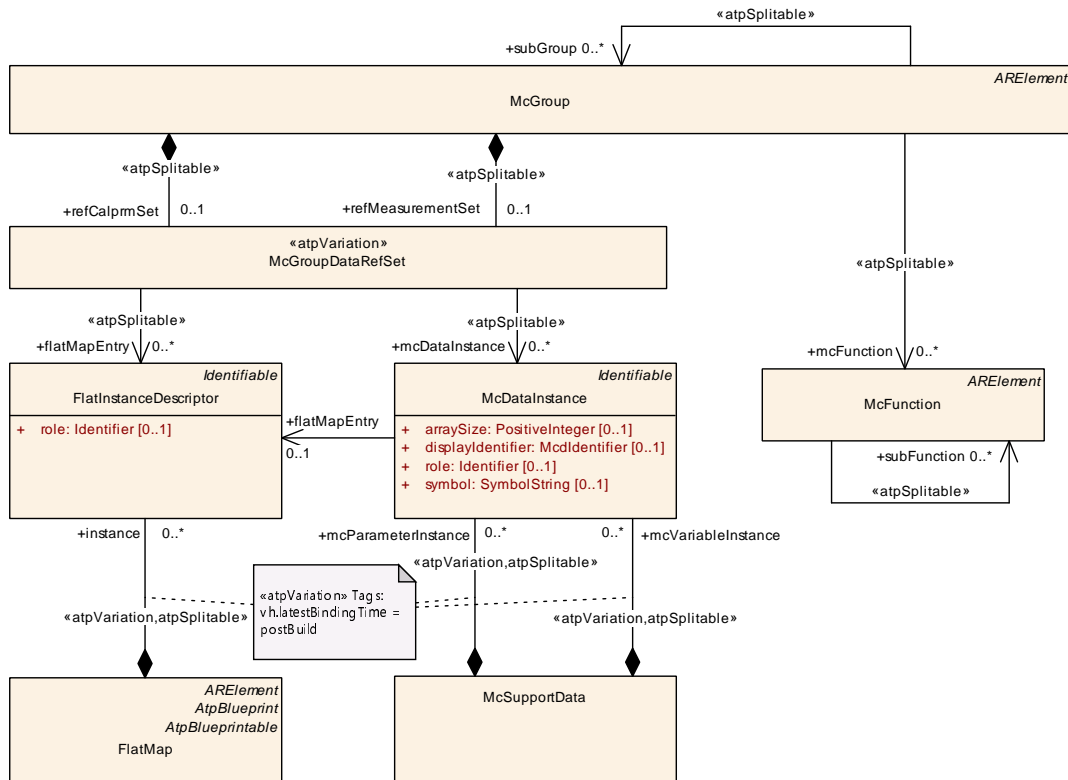 «atpSplitable»
+subGroup 0..*
ARElement
McGroup
«atpSplitable»
«atpSplitable»
+refCalprmSet 0..1
+refMeasurementSet 0..1
«atpVariation»
McGroupDataRefSet
«atpSplitable»
«atpSplitable»
«atpSplitable»
+flatMapEntry 0..*
+mcDataInstance 0..*
+mcFunction 0..*
Identifiable
FlatInstanceDescriptor
+ role: Identifier [0..1]
+flatMapEntry
0..1
Identifiable
McDataInstance
+ arraySize: PositiveInteger [0..1]
+ displayIdentifier: McdIdentifier [0..1]
+ role: Identifier [0..1]
+ symbol: SymbolString [0..1]
ARElement
McFunction
+subFunction 0..*
«atpSplitable»
+instance 0..*
+mcParameterInstance 0..*
0..* +mcVariableInstance
«atpVariation,atpSplitable»
«atpVariation» Tags:
vh.latestBindingTime =
postBuild
«atpVariation,atpSplitable»
«atpVariation,atpSplitable»
ARElement
AtpBlueprint
AtpBlueprintable
FlatMap
McSupportData